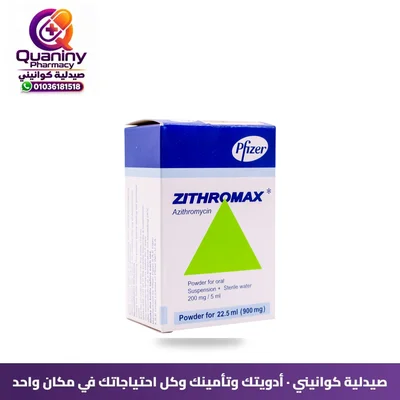 Quaniny
Pharmacy
صيدلية كوانيني
01036181518
Pfizer
ZITHROMAX®
Azithromycin
Powder for oral
Suspension + Sterile water
200 mg / 5 ml
Powder for 22.5 ml (900 mg)
صيدلية كوانيني - أدويتك وتأمينك وكل احتياجاتك في مكان واحد